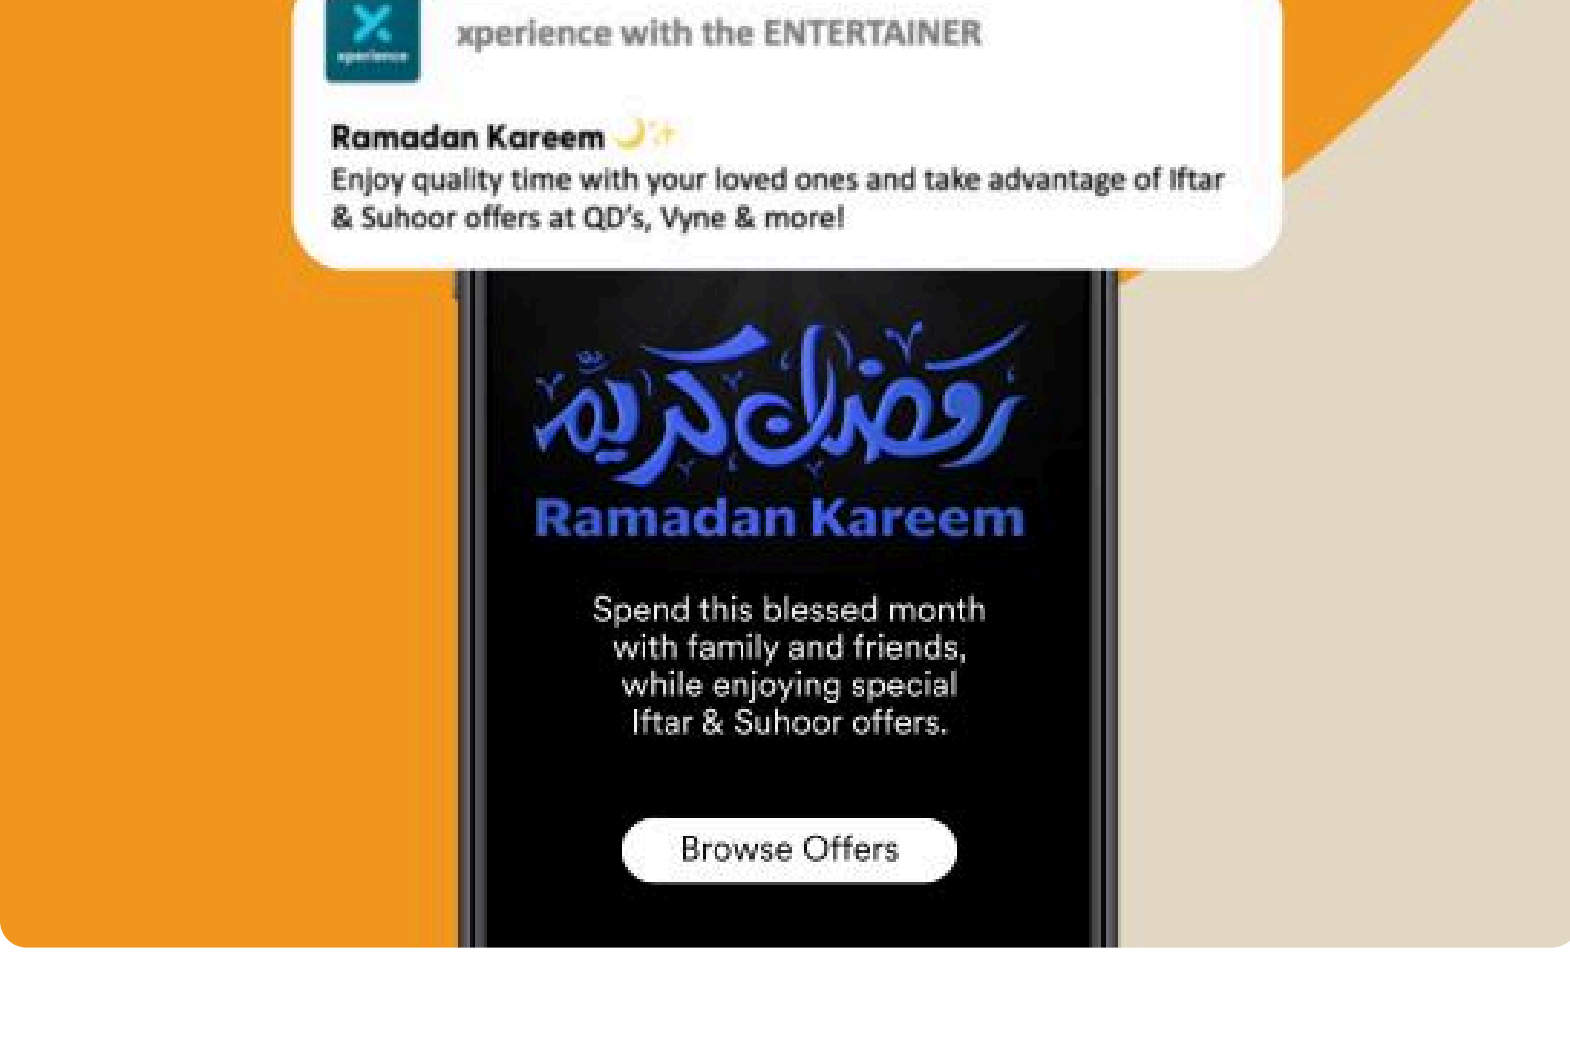 xperience
xperience with the ENTERTAINER
Ramadan Kareem
Enjoy quality time with your loved ones and take advantage of Iftar
& Suhoor offers at QD's, Vyne & more!
رمضان كريم
Ramadan Kareem
Spend this blessed month
with family and friends,
while enjoying special
Iftar & Suhoor offers.
Browse Offers